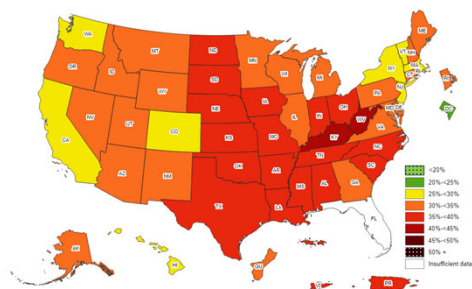 WA
MT
ND
MN
ME
OR
ID
SD
WI
MI
VT
NH
NY
MA
CT
RI
WY
NE
IA
PA
NJ
NV
UT
CO
IL
IN
OH
MD
DE
DC
CA
KS
MO
KY
WV
VA
AZ
NM
OK
AR
TN
NC
SC
TX
LA
MS
AL
GA
FL
AK
HI
GU
VI
PR
<20%
20%-<25%
25%-<30%
30%-<35%
35%-<40%
40%-<45%
45%-<50%
50% +
Insufficient data